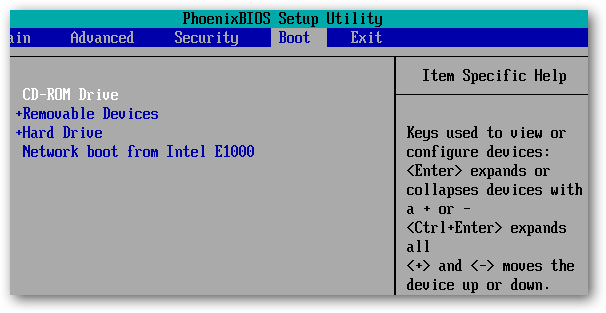 PhoenixBIOS Setup Utility
ain Advanced Security Boot Exit
CD-ROM Drive
+Removable Devices
+Hard Drive
Network boot from Intel E1000
Item Specific Help
Keys used to view or
configure devices:
<Enter> expands or
collapses devices with
a + or -
<Ctrl+Enter> expands
all
<+> and <-> moves the
device up or down.